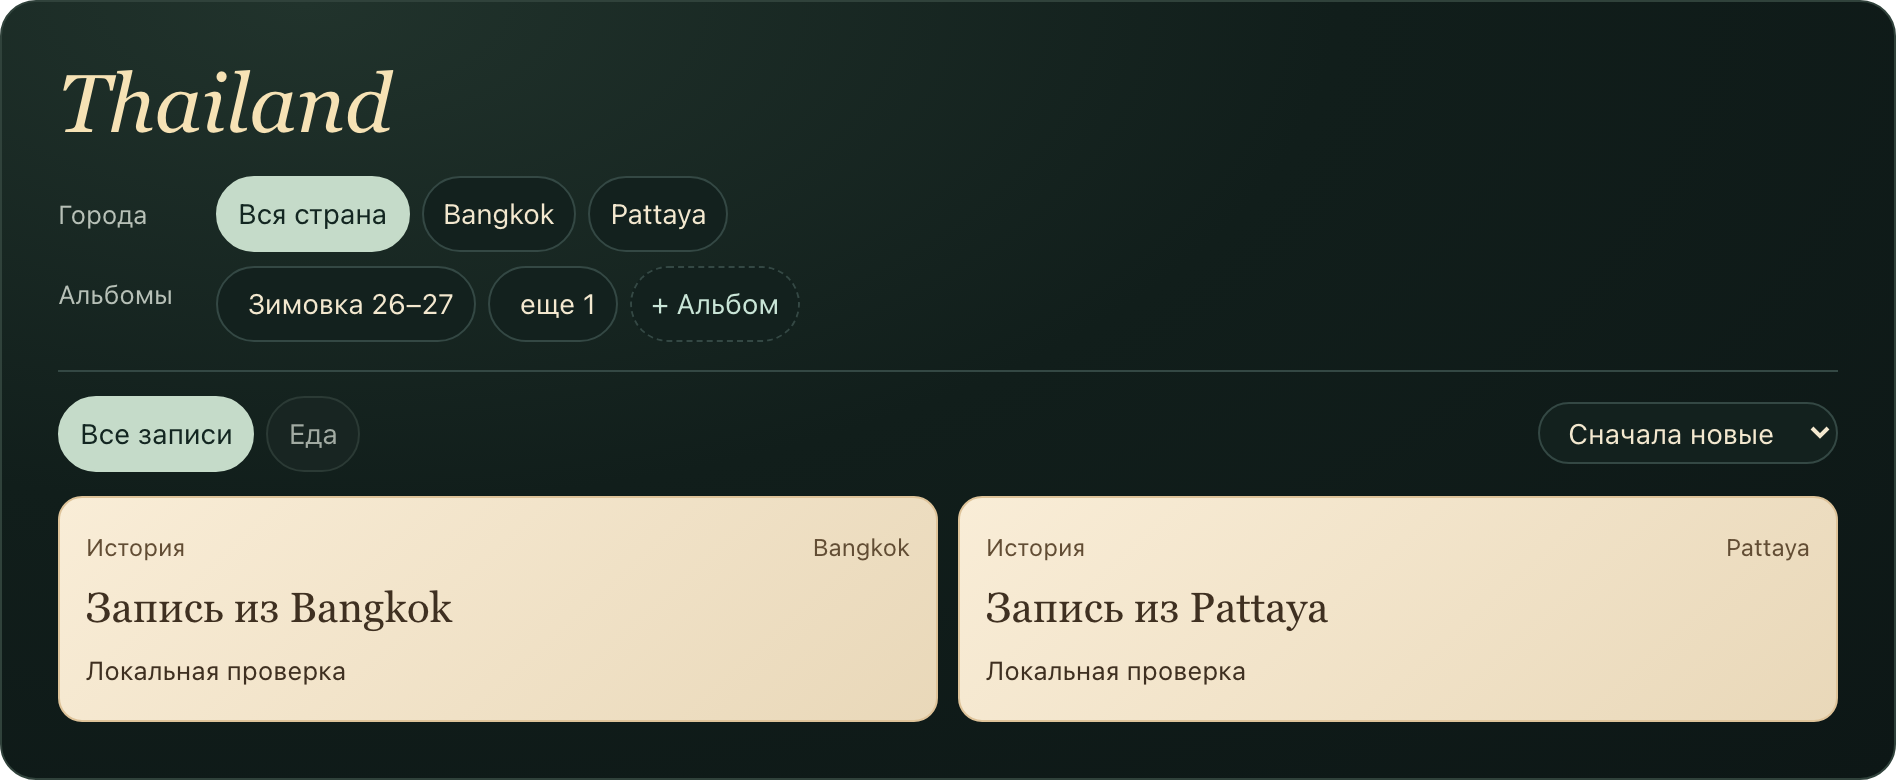 Thailand
Города Вся страна Bangkok Pattaya
Альбомы Зимовка 26–27 еще 1 + Альбом
Все записи Еда Сначала новые
История Bangkok
Запись из Bangkok
Локальная проверка
История Pattaya
Запись из Pattaya
Локальная проверка